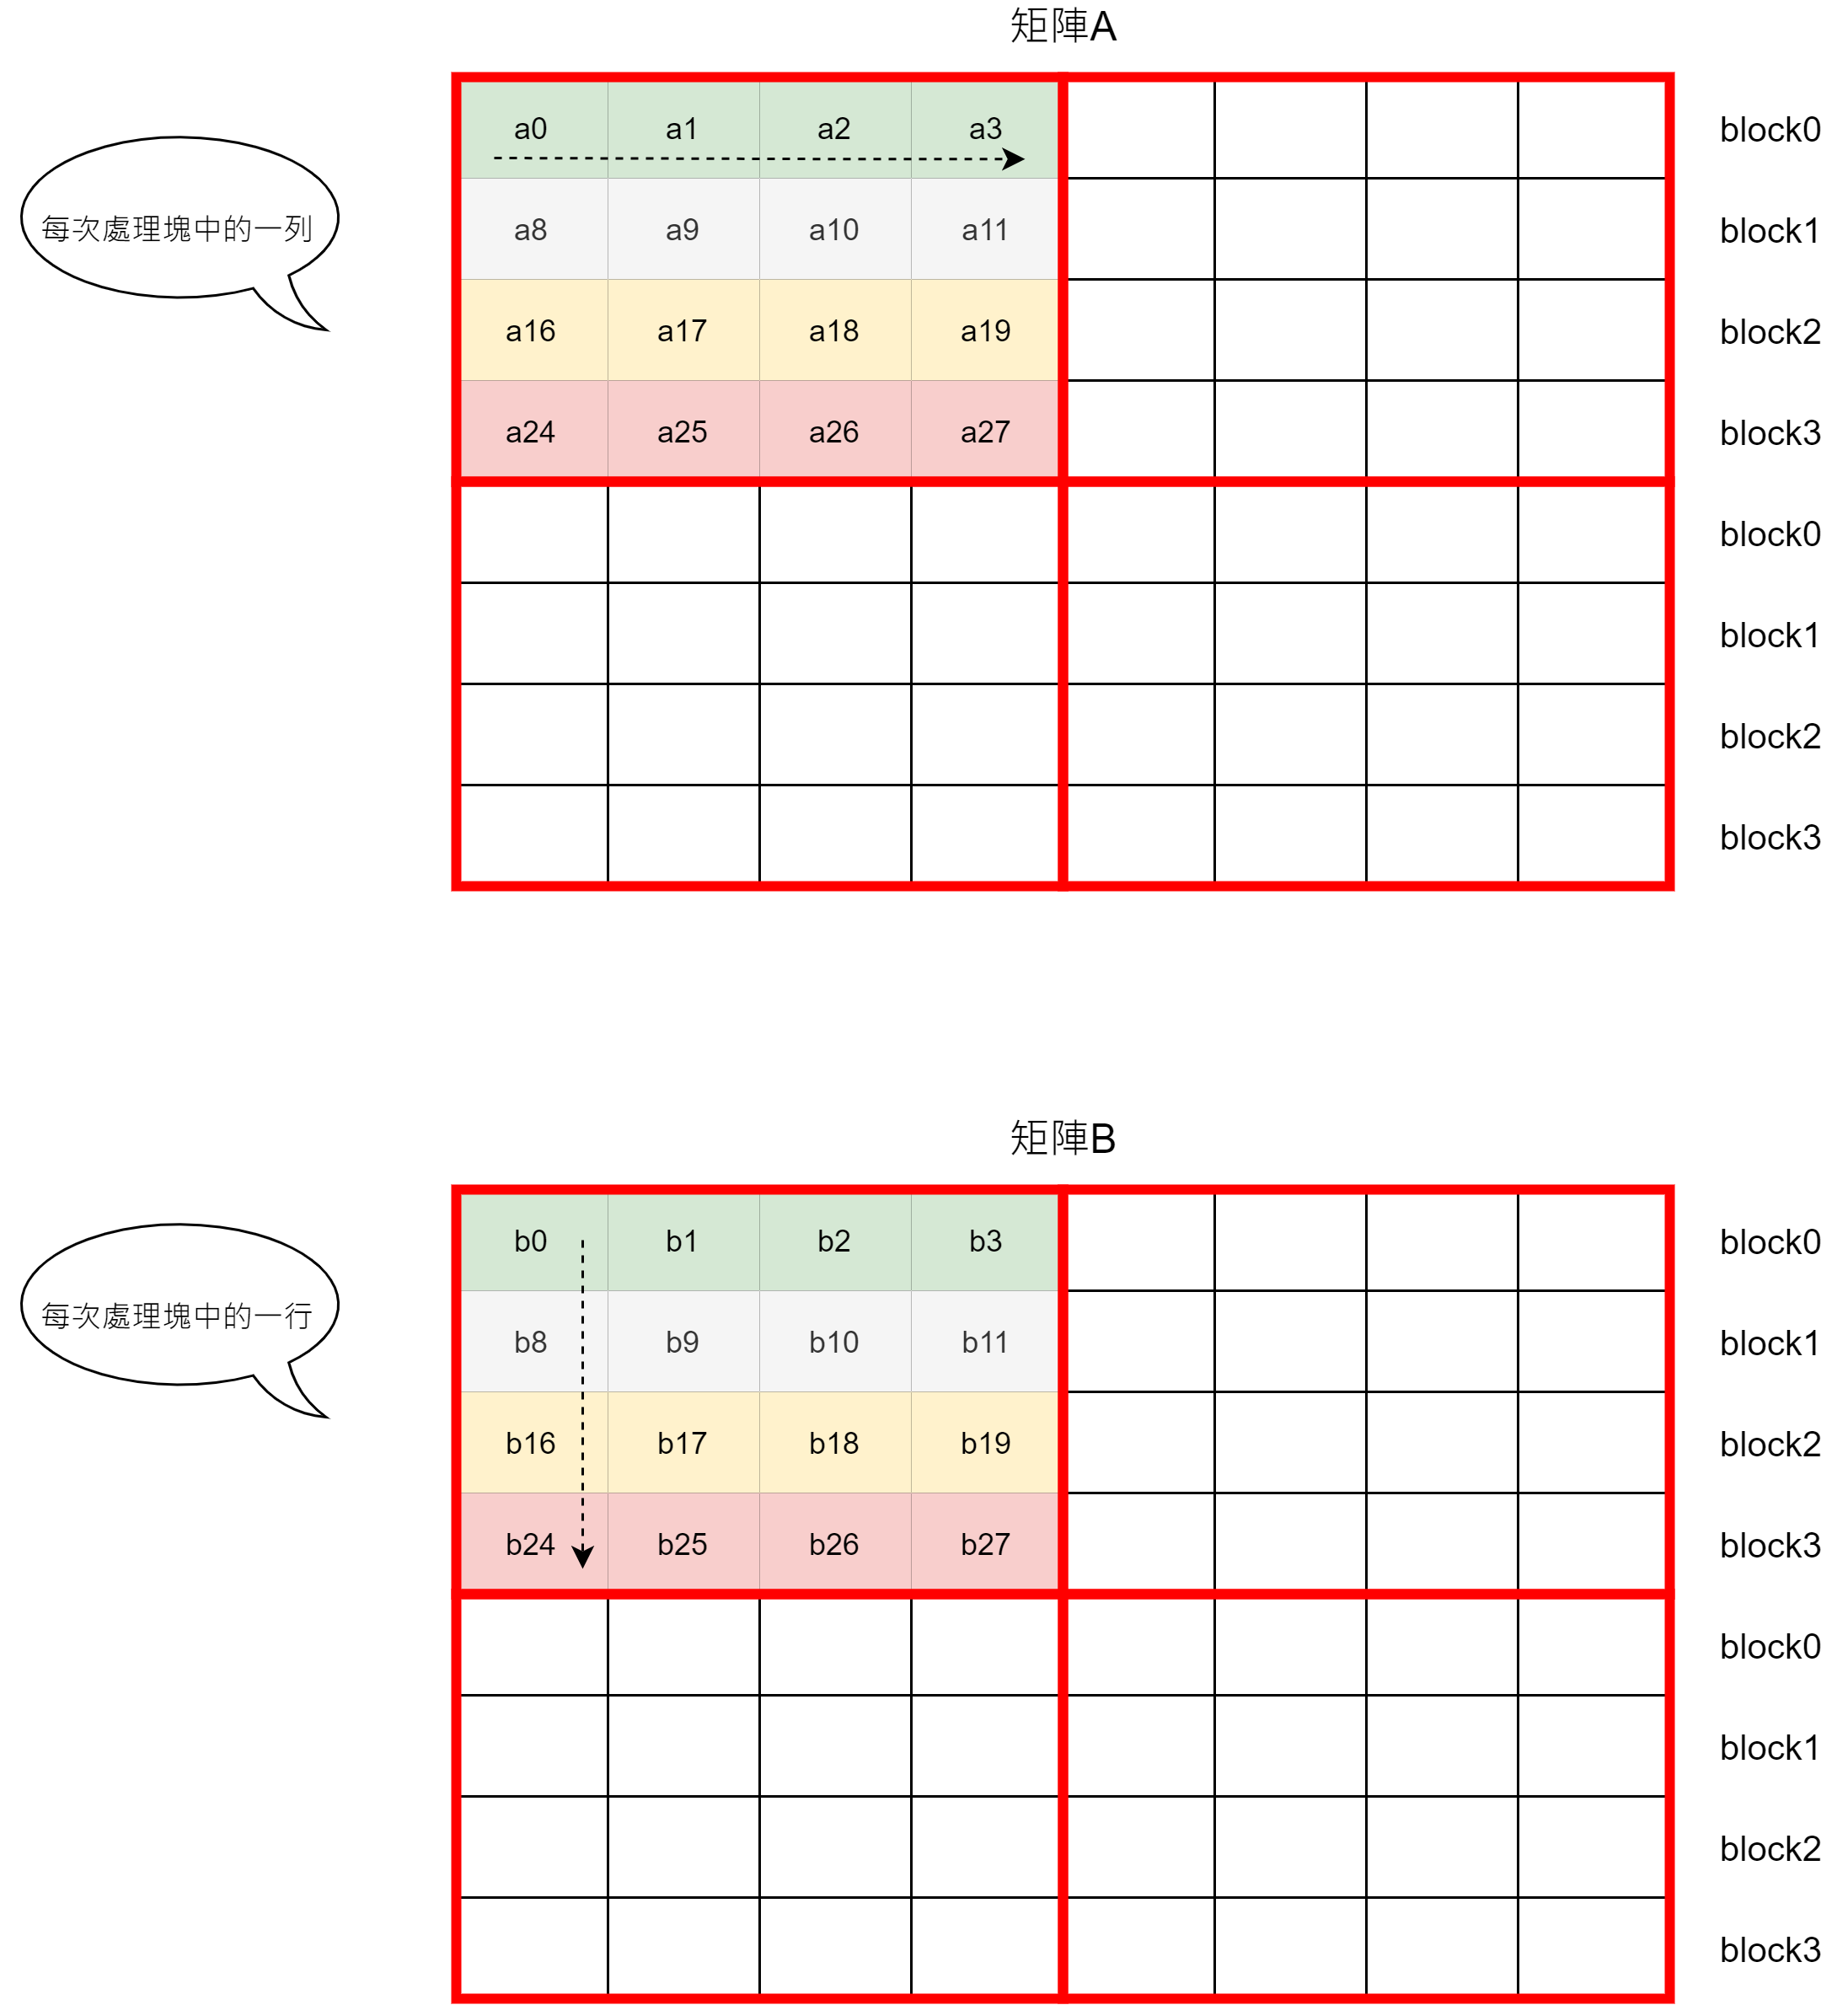 矩陣A
a0 a1 a2 a3 block0
每次處理塊中的一列
a8 a9 a10 a11 block1
a16 a17 a18 a19 block2
a24 a25 a26 a27 block3
block0
block1
block2
block3
矩陣B
b0 b1 b2 b3 block0
每次處理塊中的一行
b8 b9 b10 b11 block1
b16 b17 b18 b19 block2
b24 b25 b26 b27 block3
block0
block1
block2
block3